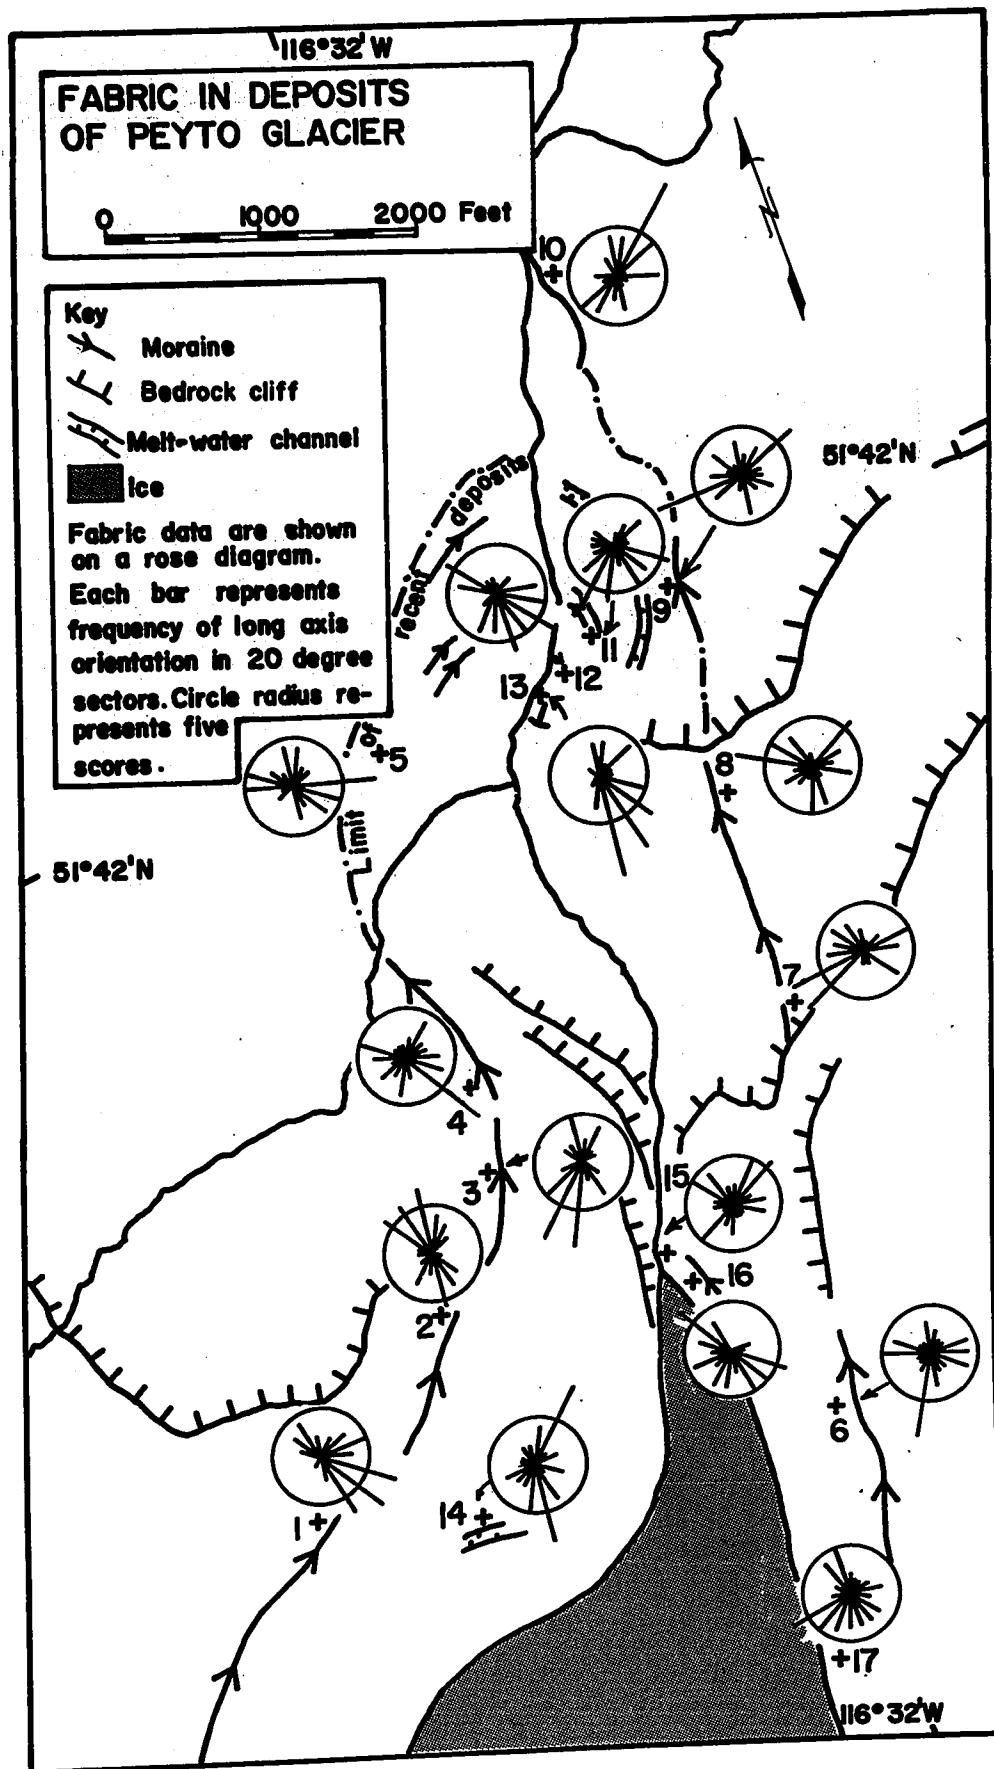 116°32'W
FABRIC IN DEPOSITS
OF PEYTO GLACIER
0 1000 2000 Feet
Key
Moraine
Bedrock cliff
Melt-water channel
Ice
Fabric data are shown
on a rose diagram.
Each bar represents
frequency of long axis
orientation in 20 degree
sectors. Circle radius re-
presents five
scores.
N
10
51°42'N
Limit of recent deposits
9
11
12
13
5
8
51°42'N
7
4
3
15
16
2
6
1
14
17
116°32'W